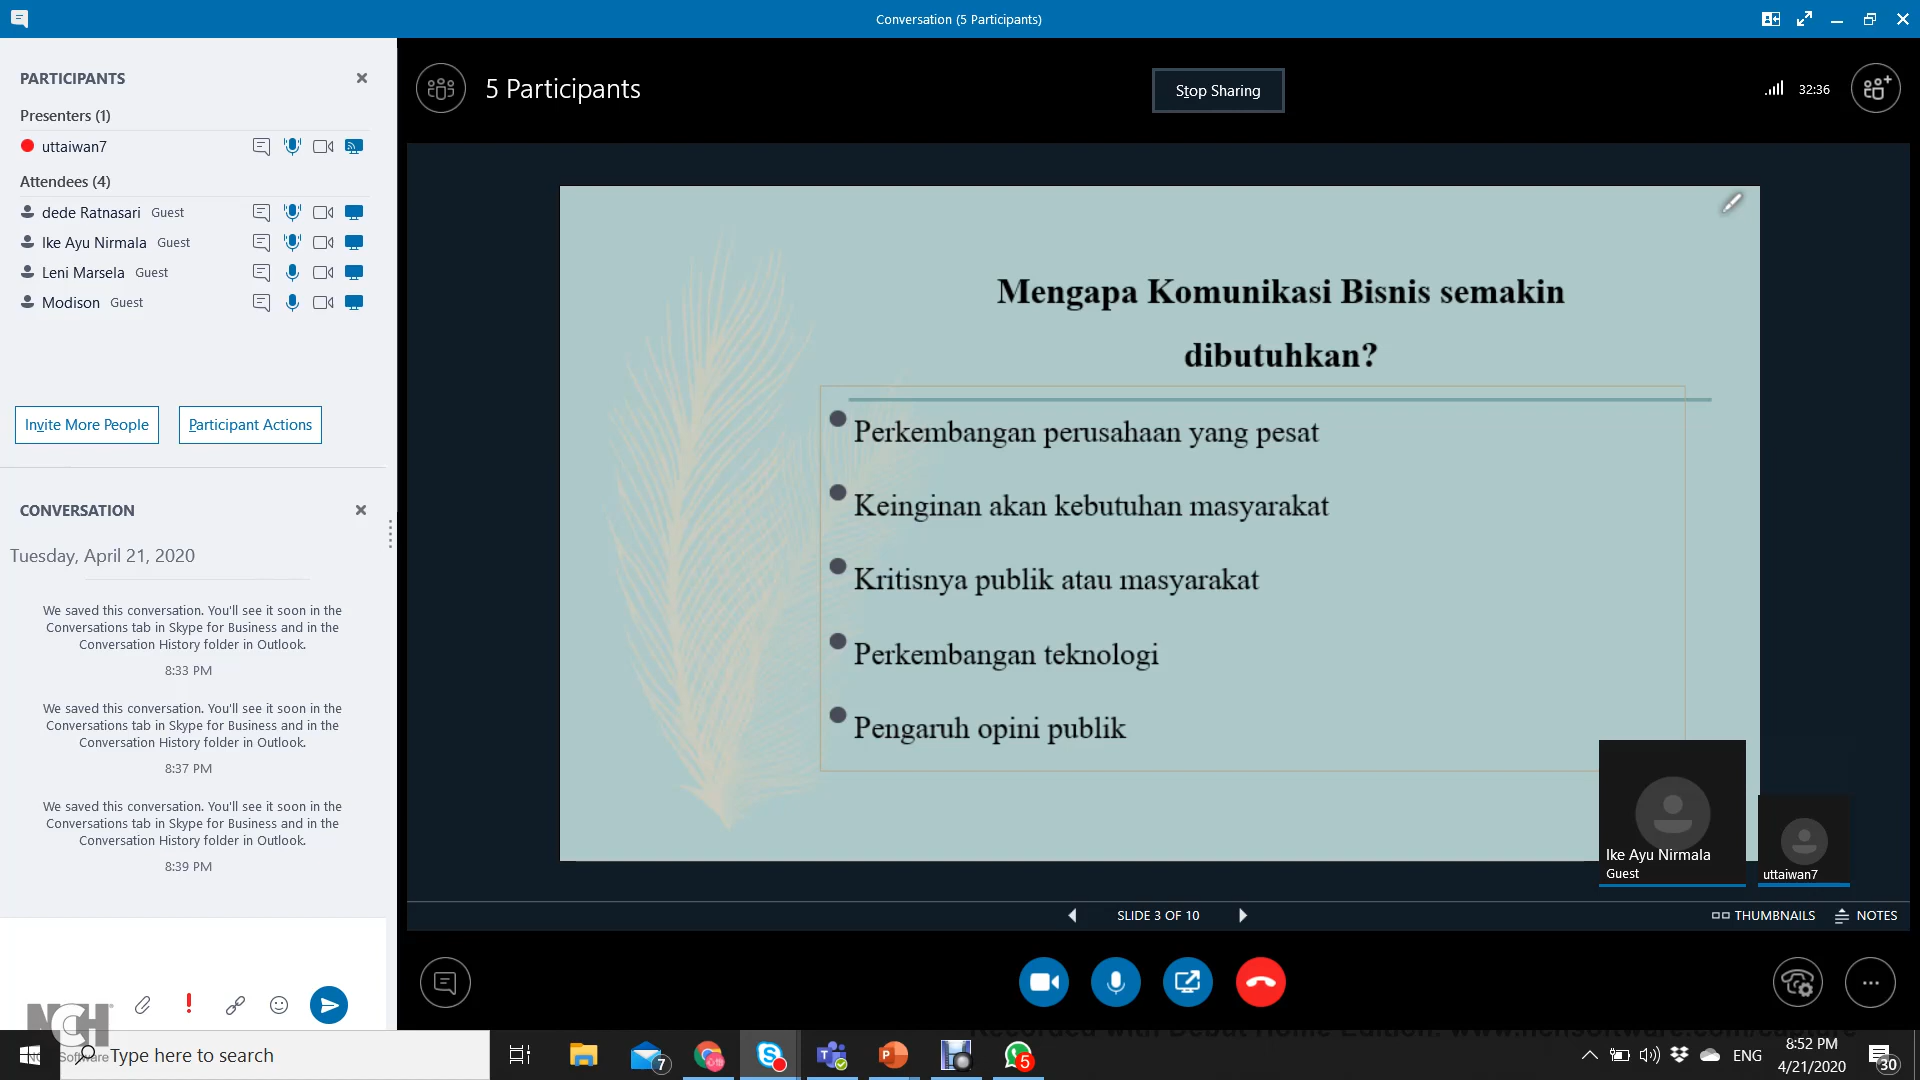 Conversation (5 Participants)
PARTICIPANTS
Presenters (1)
uttaiwan7
Attendees (4)
dede Ratnasari Guest
Ike Ayu Nirmala Guest
Leni Marsela Guest
Modison Guest
Invite More People
Participant Actions
CONVERSATION
Tuesday, April 21, 2020
We saved this conversation. You'll see it soon in the
Conversations tab in Skype for Business and in the
Conversation History folder in Outlook.
8:33 PM
We saved this conversation. You'll see it soon in the
Conversations tab in Skype for Business and in the
Conversation History folder in Outlook.
8:37 PM
We saved this conversation. You'll see it soon in the
Conversations tab in Skype for Business and in the
Conversation History folder in Outlook.
8:39 PM
5 Participants
Stop Sharing
32:36
Mengapa Komunikasi Bisnis semakin
dibutuhkan?
Perkembangan perusahaan yang pesat
Keinginan akan kebutuhan masyarakat
Kritisnya publik atau masyarakat
Perkembangan teknologi
Pengaruh opini publik
Ike Ayu Nirmala
Guest
uttaiwan7
SLIDE 3 OF 10
THUMBNAILS
NOTES
NCH
Software
Type here to search
7
5
ENG
8:52 PM
4/21/2020
30